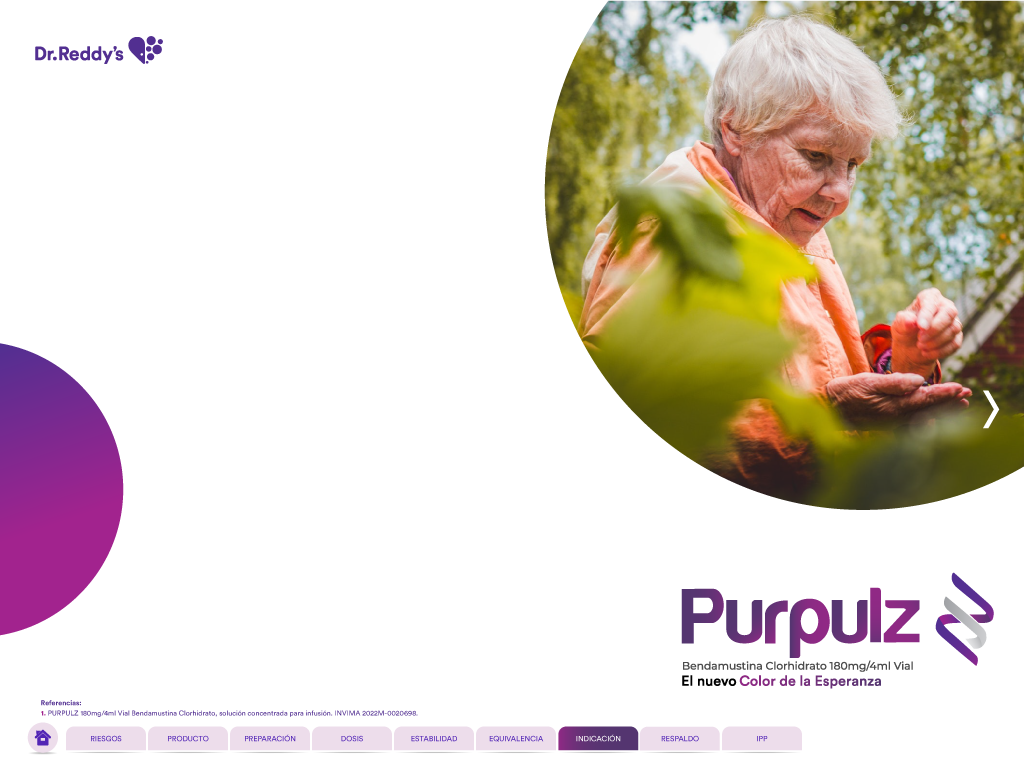 Dr.Reddy's
Purpulz
Bendamustina Clorhidrato 180mg/4ml Vial
El nuevo Color de la Esperanza
Referencias:
1. PURPULZ 180mg/4ml Vial Bendamustina Clorhidrato, solución concentrada para infusión. INVIMA 2022M-0020698.
RIESGOS PRODUCTO PREPARACIÓN DOSIS ESTABILIDAD EQUIVALENCIA INDICACIÓN RESPALDO IPP